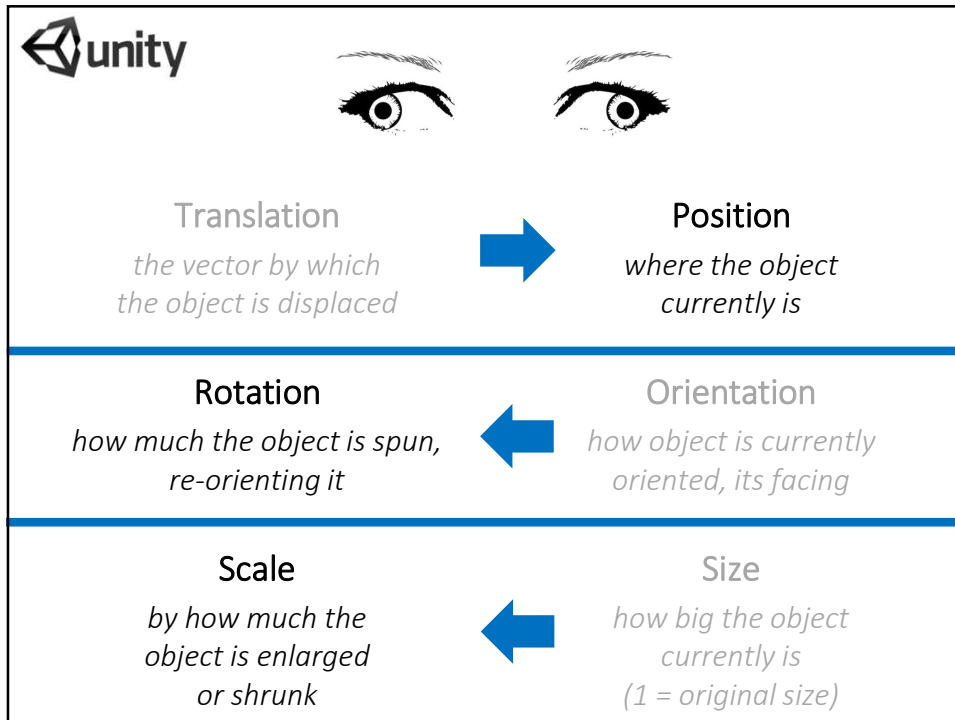 unity
Translation
the vector by which
the object is displaced
Position
where the object
currently is
Rotation
how much the object is spun,
re-orienting it
Orientation
how object is currently
oriented, its facing
Scale
by how much the
object is enlarged
or shrunk
Size
how big the object
currently is
(1 = original size)